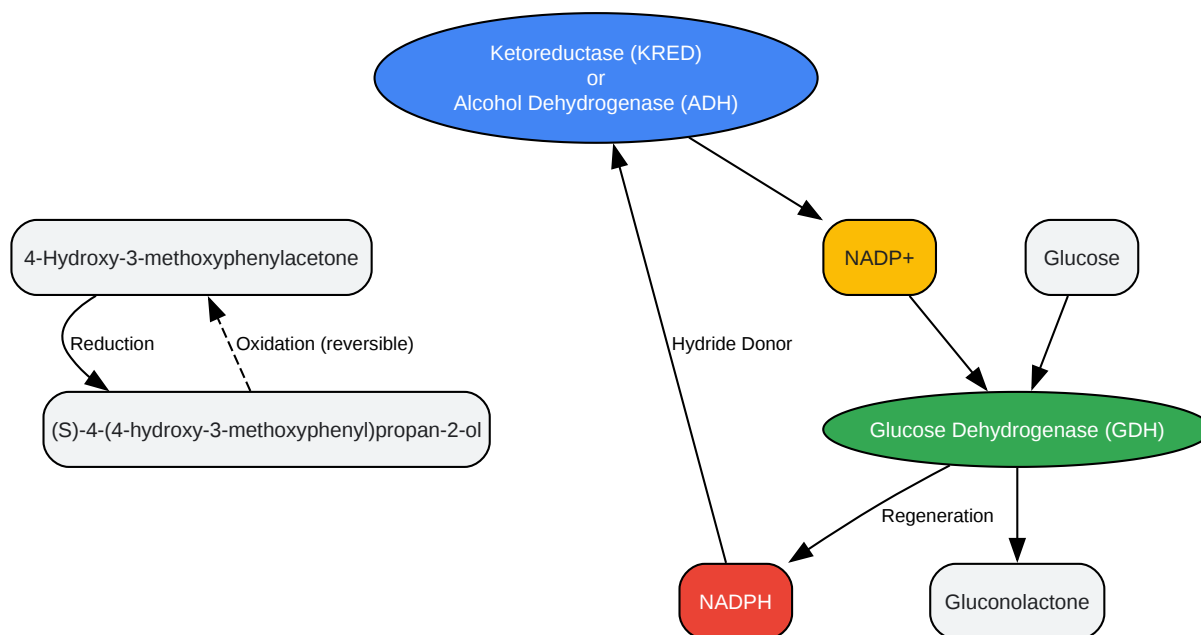 Ketoreductase (KRED)
or
Alcohol Dehydrogenase (ADH)
4-Hydroxy-3-methoxyphenylacetone
NADP+
Glucose
Reduction
Oxidation (reversible)
Hydride Donor
(S)-4-(4-hydroxy-3-methoxyphenyl)propan-2-ol
Glucose Dehydrogenase (GDH)
Regeneration
NADPH
Gluconolactone